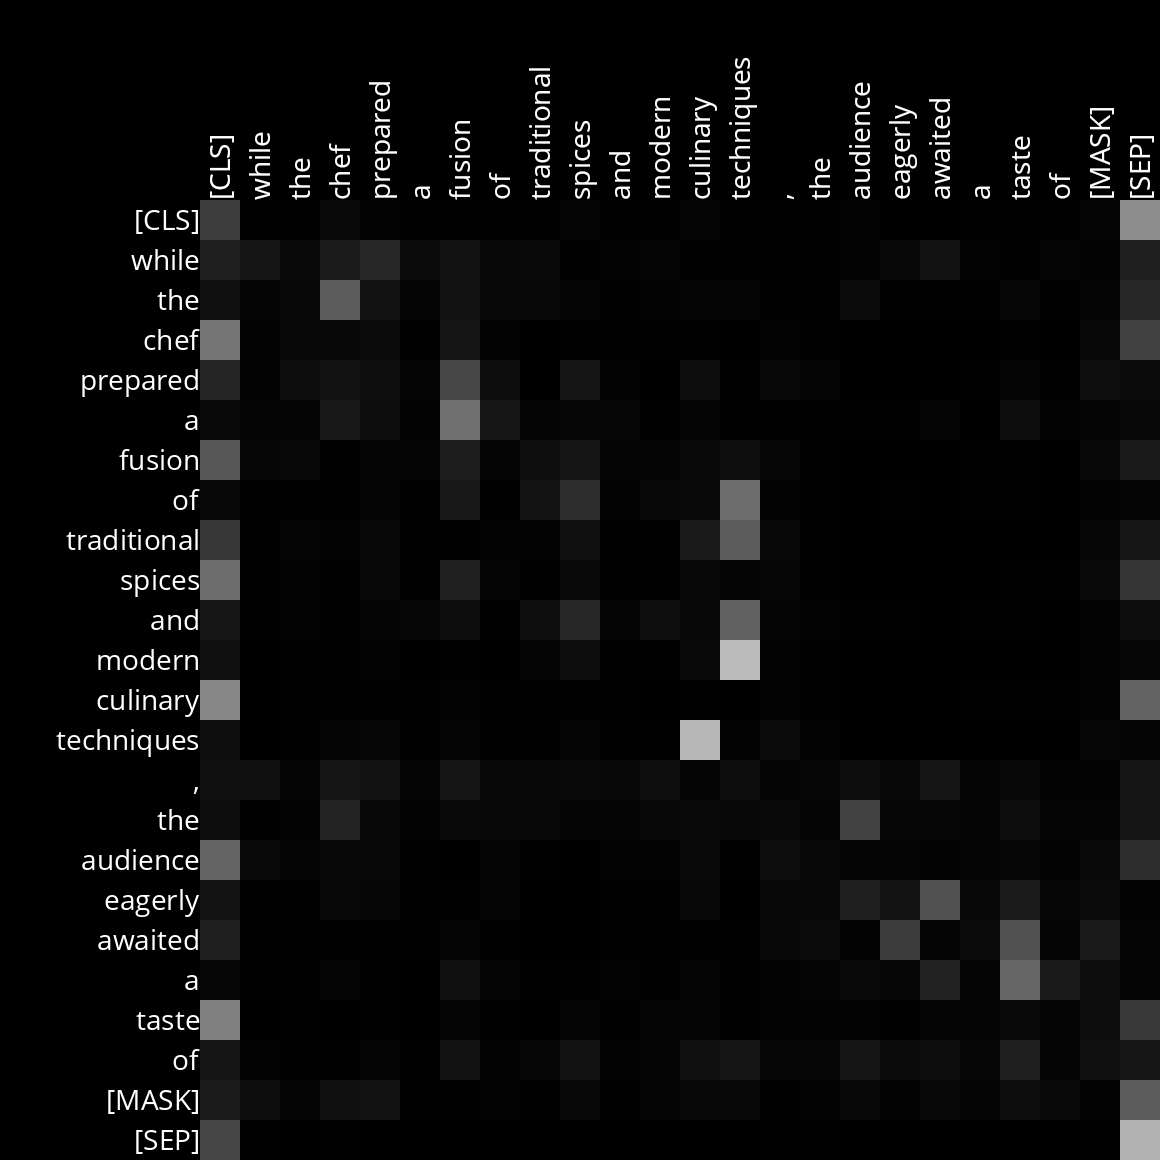 [CLS]
while
the
chef
prepared
a
fusion
of
traditional
spices
and
modern
culinary
techniques
,
the
audience
eagerly
awaited
a
taste
of
[MASK]
[SEP]
[CLS]
while
the
chef
prepared
a
fusion
of
traditional
spices
and
modern
culinary
techniques
,
the
audience
eagerly
awaited
a
taste
of
[MASK]
[SEP]